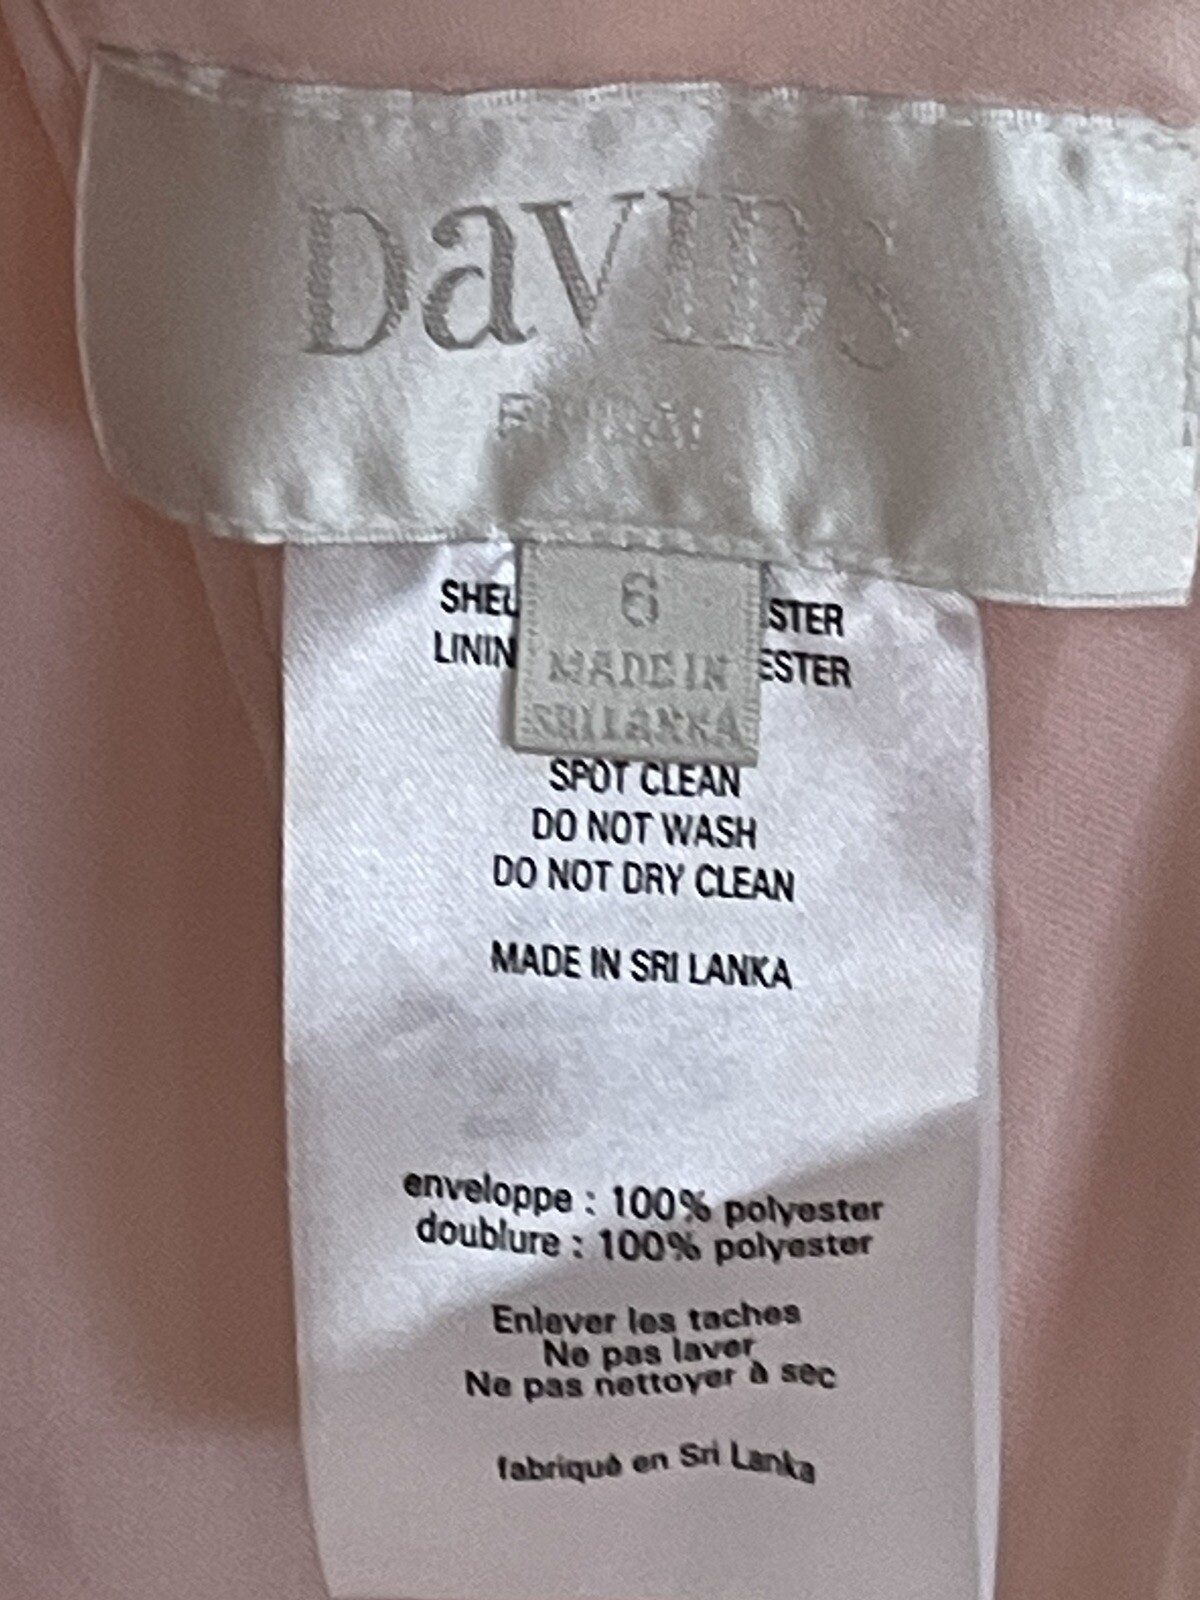 DAVIDS
BRIDAL
6
MADE IN
SRI LANKA
SHEL STER
LININ ESTER
SPOT CLEAN
DO NOT WASH
DO NOT DRY CLEAN
MADE IN SRI LANKA
enveloppe : 100% polyester
doublure : 100% polyester
Enlever les taches
Ne pas laver
Ne pas nettoyer à sec
fabriqué en Sri Lanka